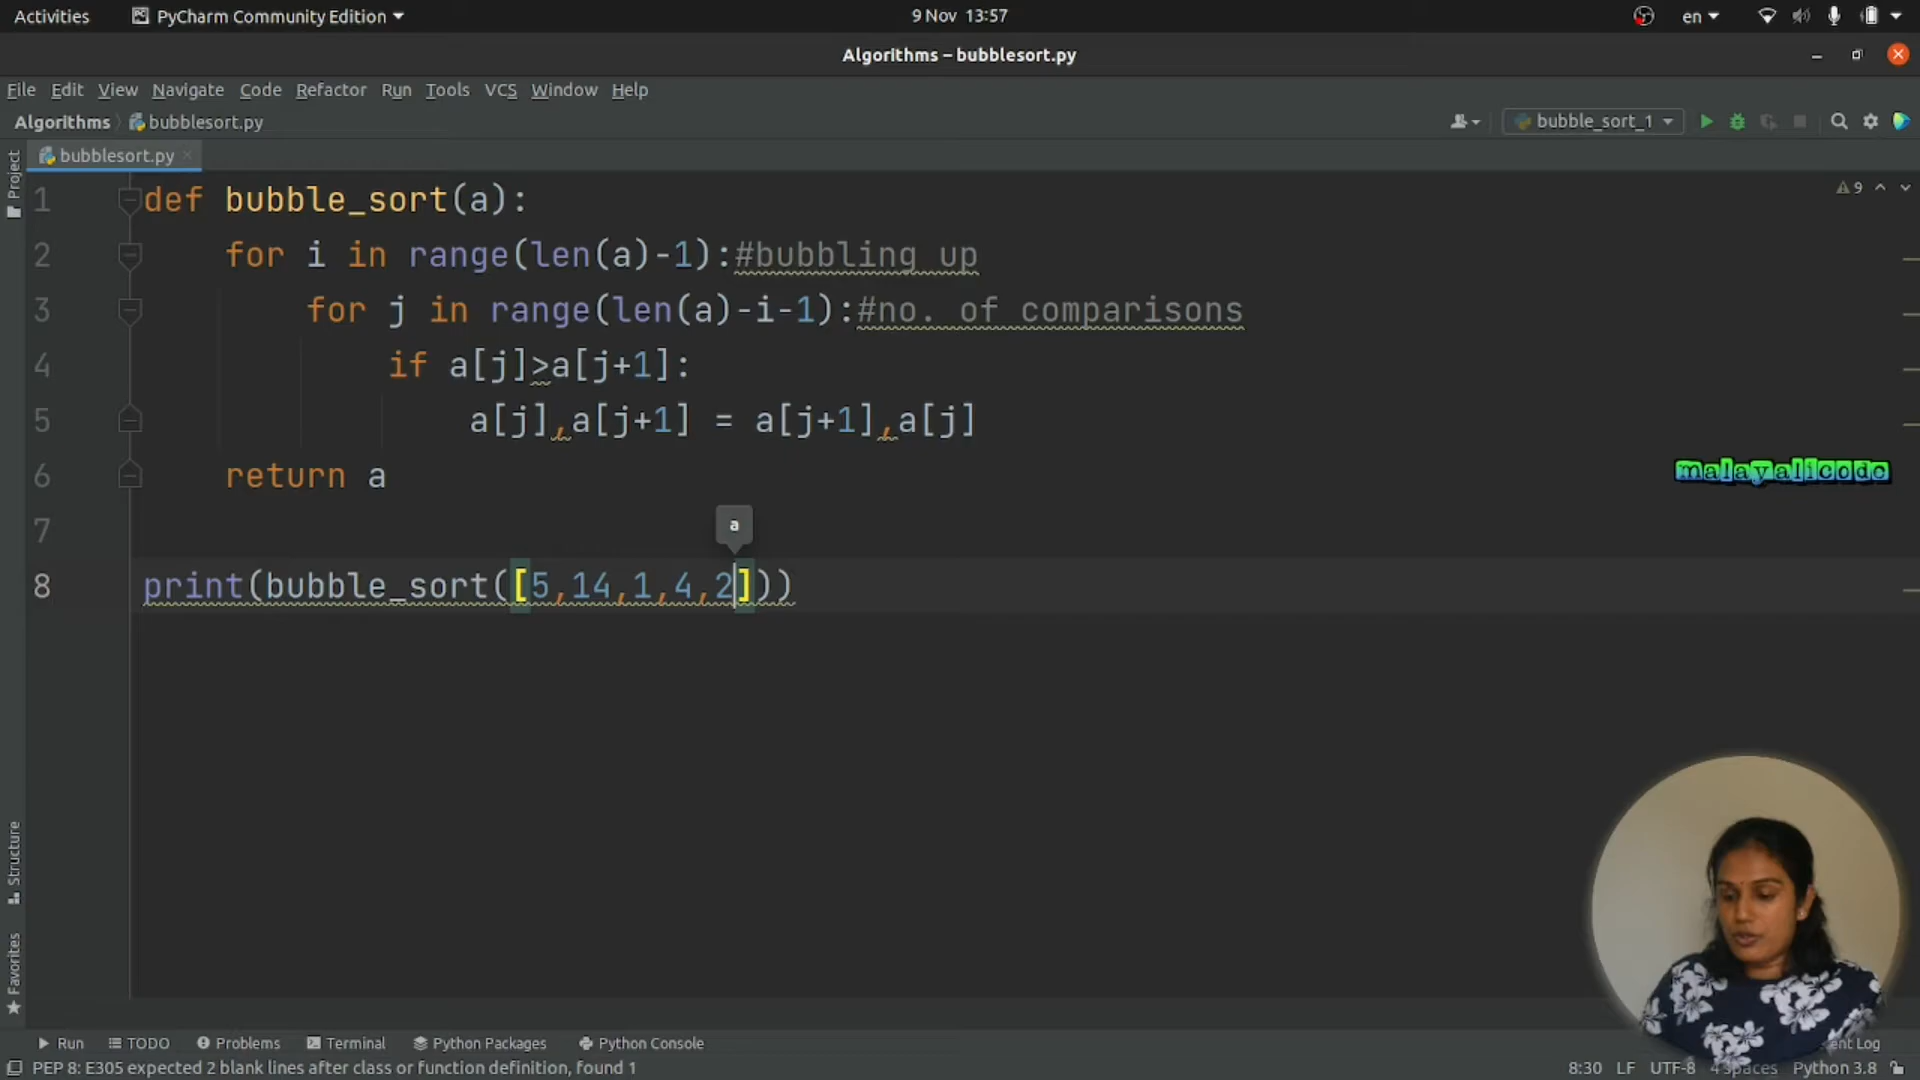 Activities PyCharm Community Edition 9 Nov 13:57 en
Algorithms – bubblesort.py
File Edit View Navigate Code Refactor Run Tools VCS Window Help
Algorithms bubblesort.py bubble_sort_1
Project
bubblesort.py
1 def bubble_sort(a): 9
2 for i in range(len(a)-1):#bubbling up
3 for j in range(len(a)-i-1):#no. of comparisons
4 if a[j]>a[j+1]:
5 a[j],a[j+1] = a[j+1],a[j]
malayalicode
6 return a
7
a
8 print(bubble_sort([5,14,1,4,2]))
Structure
Favorites
Run TODO Problems Terminal Python Packages Python Console Log
PEP 8: E305 expected 2 blank lines after class or function definition, found 1 8:30 LF UTF-8 4 spaces Python 3.8